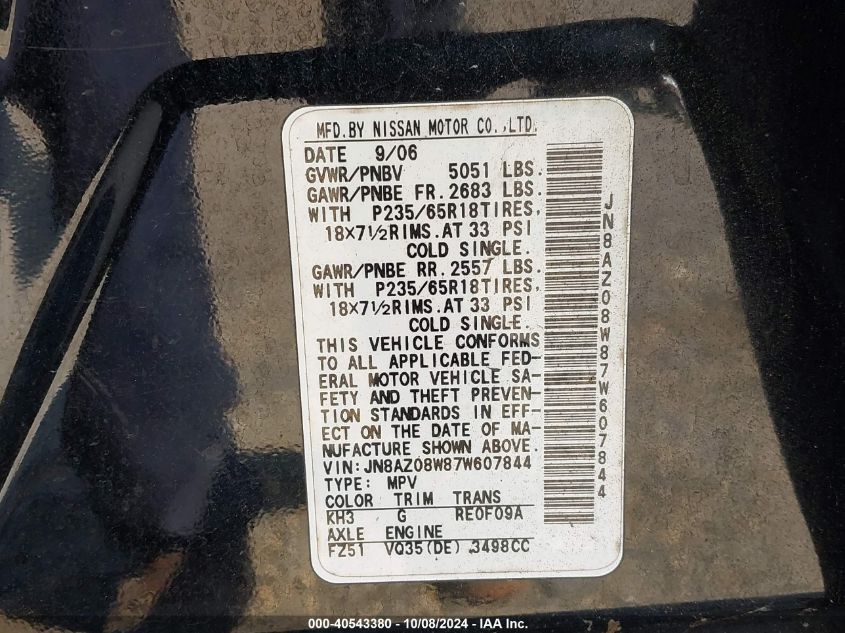 MFD.BY NISSAN MOTOR CO.,LTD.
DATE 9/06
GVWR/PNBV 5051 LBS.
GAWR/PNBE FR. 2683 LBS.
WITH P235/65R18TIRES,
18×7½RIMS.AT 33 PSI
COLD SINGLE.
GAWR/PNBE RR. 2557 LBS.
WITH P235/65R18TIRES,
18×7½RIMS.AT 33 PSI
COLD SINGLE.
THIS VEHICLE CONFORMS
TO ALL APPLICABLE FED-
ERAL MOTOR VEHICLE SA-
FETY AND THEFT PREVEN-
TION STANDARDS IN EFF-
ECT ON THE DATE OF MA-
NUFACTURE SHOWN ABOVE.
VIN:JN8AZ08W87W607844
TYPE: MPV
COLOR TRIM TRANS
KH3 G RE0F09A
AXLE ENGINE
FZ51 VQ35(DE) 3498CC
JN8AZ08W87W607844
000-40543380 - 10/08/2024 - IAA Inc.